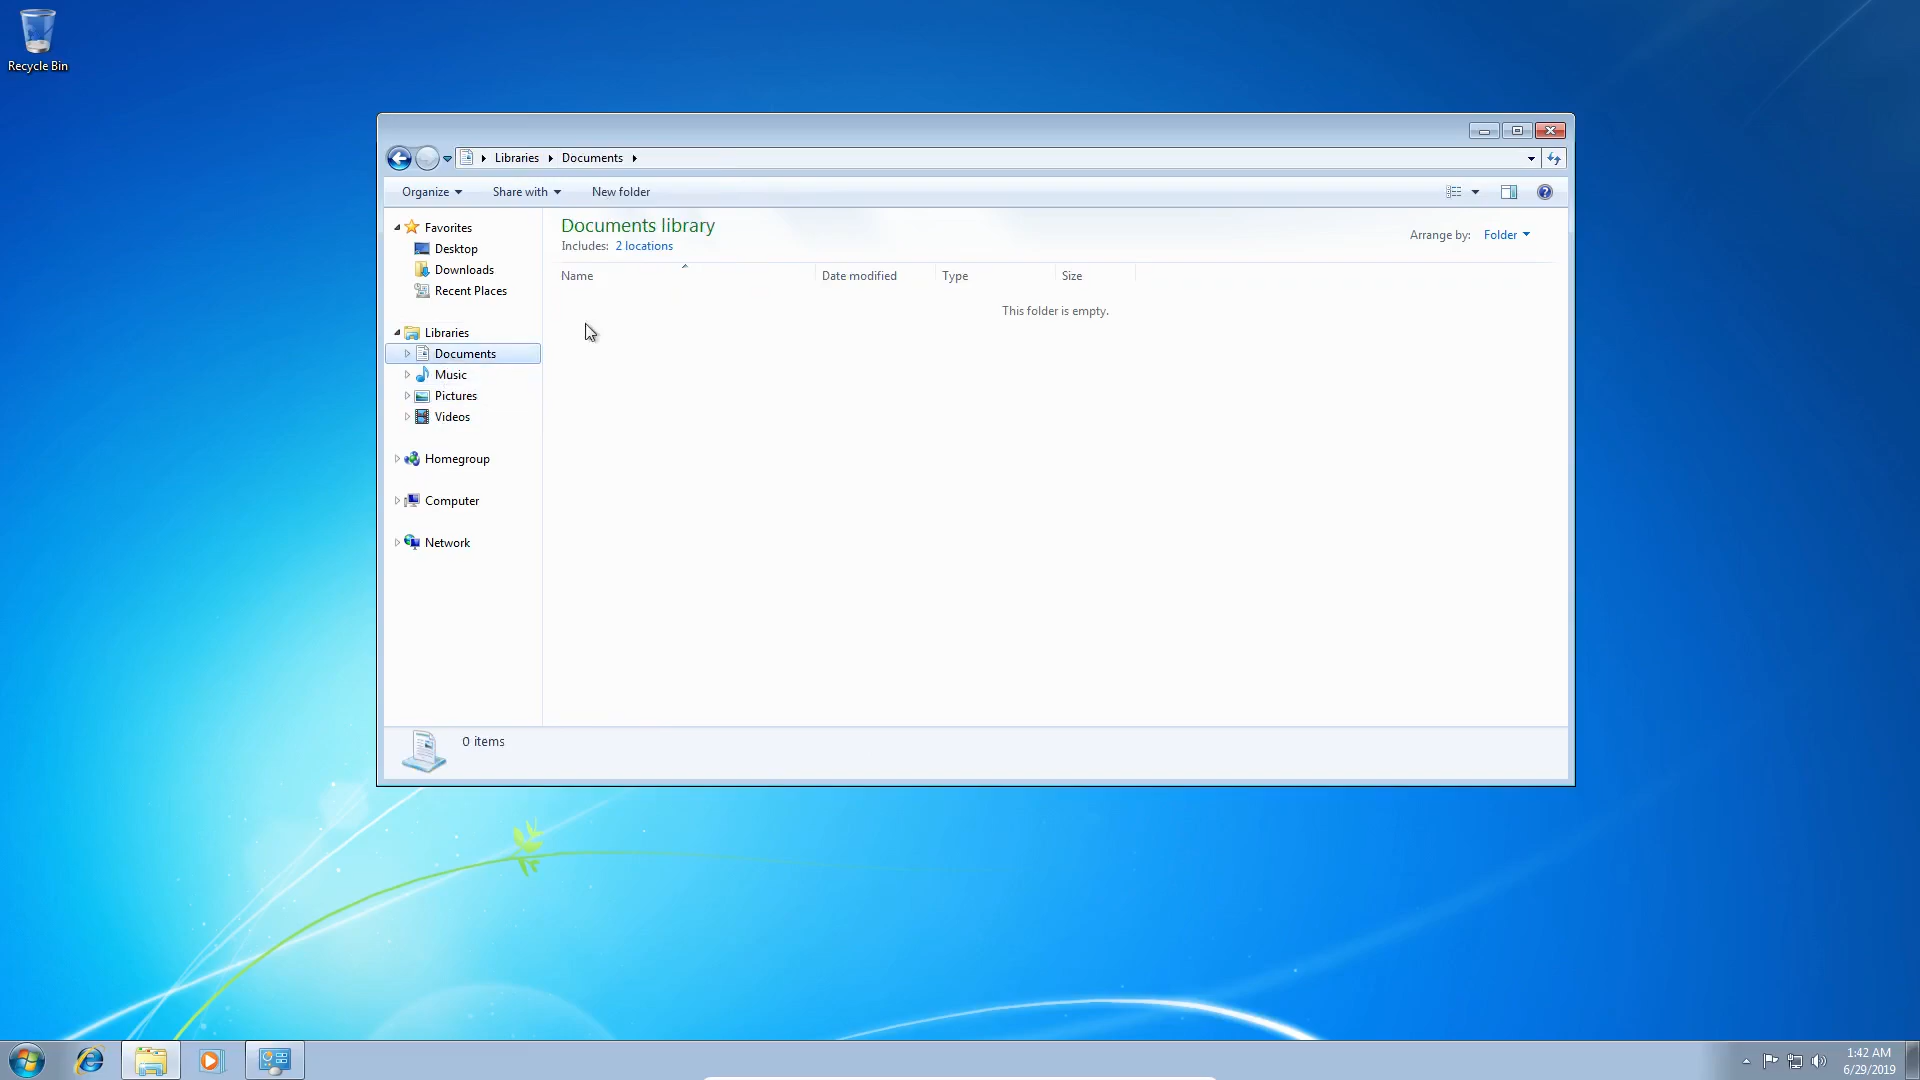 Recycle Bin
Libraries Documents
Organize Share with New folder
Favorites
Desktop
Downloads
Recent Places
Libraries
Documents
Music
Pictures
Videos
Homegroup
Computer
Network
Documents library
Includes: 2 locations
Arrange by: Folder
Name Date modified Type Size
This folder is empty.
0 items
1:42 AM
6/29/2019